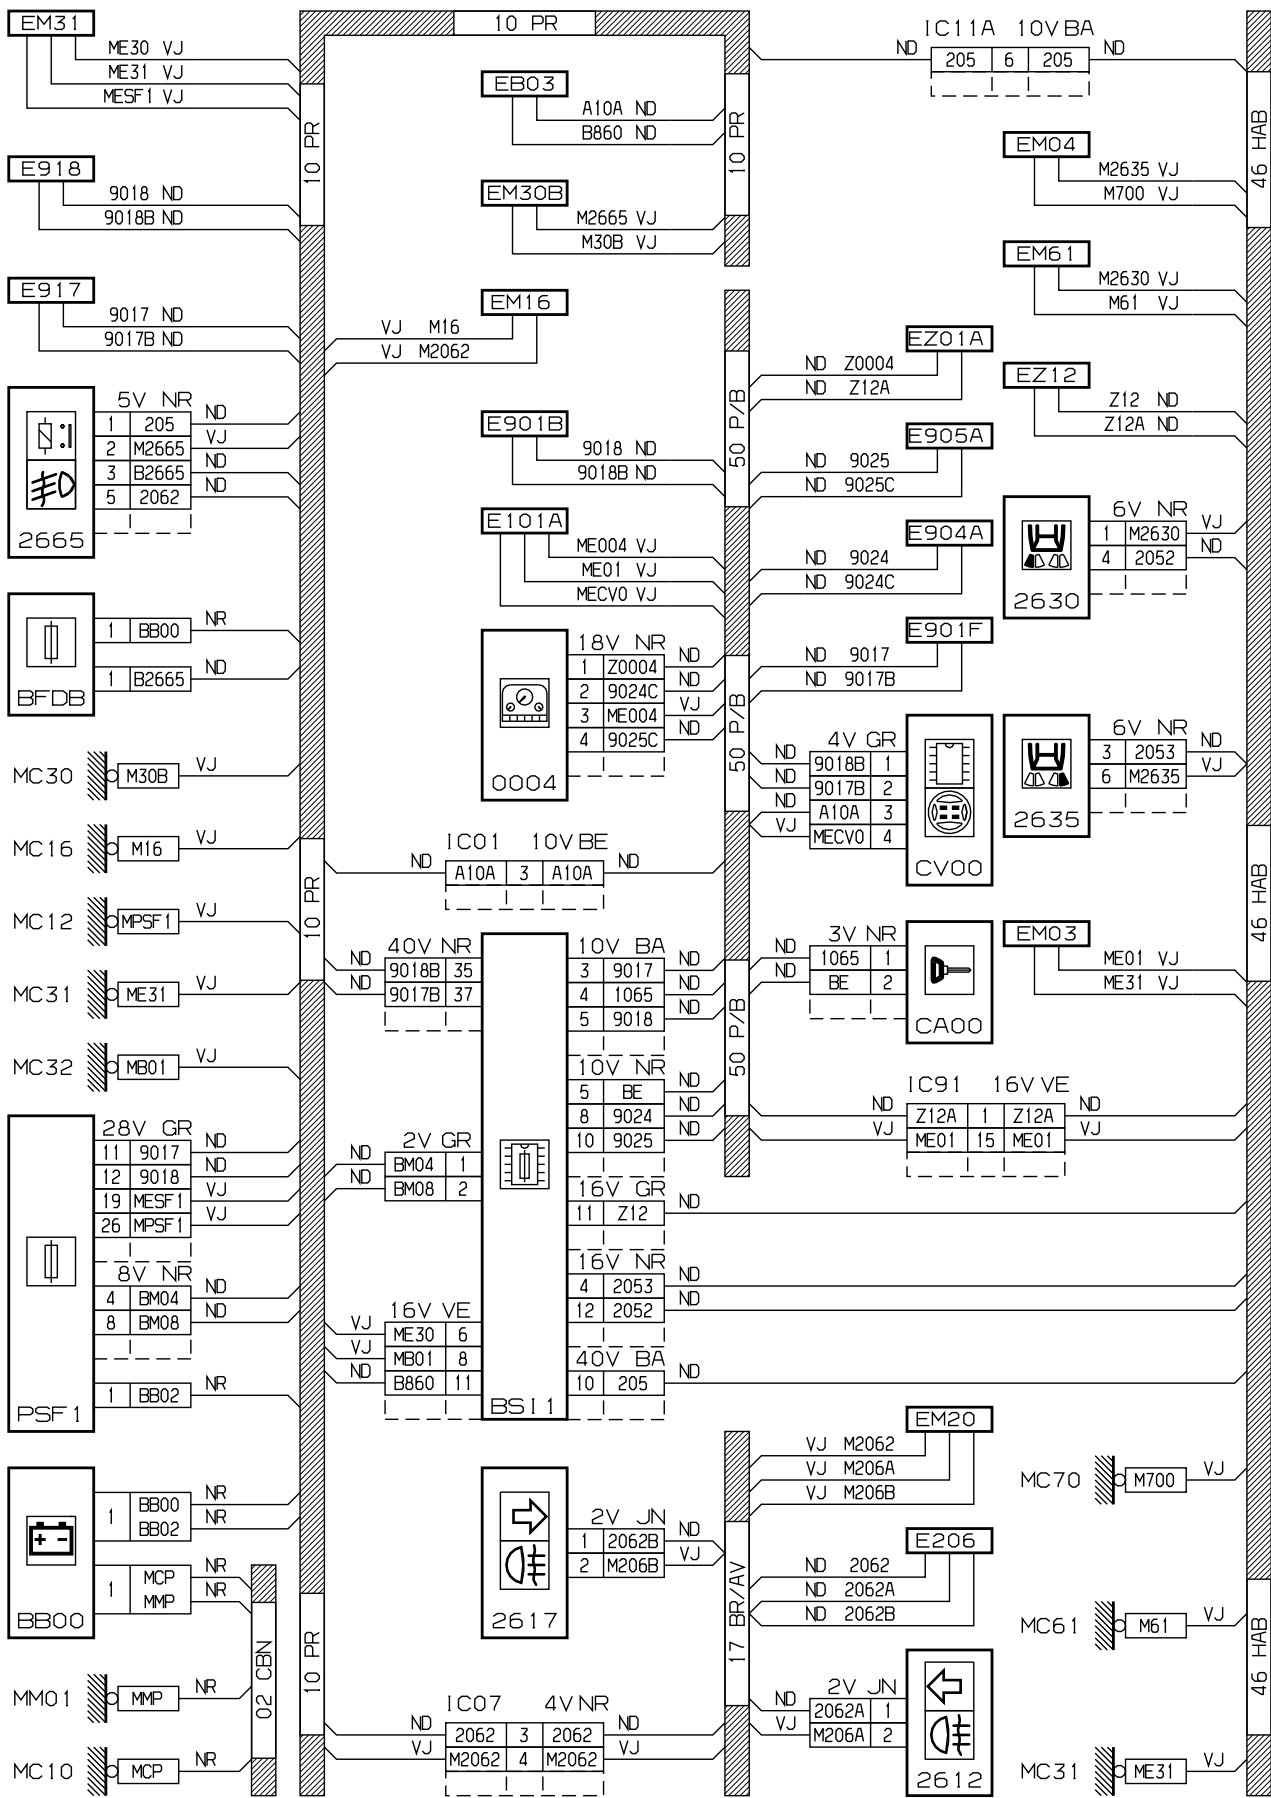 EM31
ME30 VJ
ME31 VJ
MESF1 VJ
E918
9018 ND
9018B ND
E917
9017 ND
9017B ND
5V NR
1 205 ND
2 M2665 VJ
3 B2665 ND
5 2062 ND
2665
1 BB00 NR
1 B2665 ND
BFDB
MC30 M30B VJ
MC16 M16 VJ
MC12 MPSF1 VJ
MC31 ME31 VJ
MC32 MB01 VJ
28V GR
11 9017 ND
12 9018 ND
19 MESF1 VJ
26 MPSF1 VJ
8V NR
4 BM04 ND
8 BM08 ND
1 BB02 NR
PSF1
1 BB00 NR
BB02 NR
1 MCP NR
MMP NR
BB00
MM01 MMP NR
MC10 MCP NR
02 CBN
10 PR
10 PR
10 PR
10 PR
10 PR
EB03
A10A ND
B860 ND
EM30B
M2665 VJ
M30B VJ
EM16
VJ M16
VJ M2062
E901B
9018 ND
9018B ND
E101A
ME004 VJ
ME01 VJ
MECV0 VJ
18V NR
1 Z0004 ND
2 9024C ND
3 ME004 VJ
4 9025C ND
0004
IC01 10V BE
ND A10A 3 A10A ND
40V NR
ND 9018B 35
ND 9017B 37
10V BA
3 9017 ND
4 1065 ND
5 9018 ND
10V NR
5 BE ND
8 9024 ND
10 9025 ND
2V GR
ND BM04 1
ND BM08 2
16V GR
11 Z12 ND
16V NR
4 2053 ND
12 2052 ND
16V VE
VJ ME30 6
VJ MB01 8
ND B860 11
40V BA
10 205 ND
BSI1
2V JN
1 2062B ND
2 M206B VJ
2617
IC07 4V NR
ND 2062 3 2062 ND
VJ M2062 4 M2062 VJ
50 P/B
50 P/B
50 P/B
17 BR/AV
IC11A 10V BA
ND 205 6 205 ND
EM04
M2635 VJ
M700 VJ
EM61
M2630 VJ
M61 VJ
EZ01A
ND Z0004
ND Z12A
EZ12
Z12 ND
Z12A ND
E905A
ND 9025
ND 9025C
E904A
ND 9024
ND 9024C
6V NR
1 M2630 VJ
4 2052 ND
2630
E901F
ND 9017
ND 9017B
4V GR
ND 9018B 1
ND 9017B 2
ND A10A 3
VJ MECV0 4
CV00
6V NR
3 2053 ND
6 M2635 VJ
2635
3V NR
ND 1065 1
ND BE 2
CA00
EM03
ME01 VJ
ME31 VJ
IC91 16V VE
ND Z12A 1 Z12A ND
VJ ME01 15 ME01 VJ
EM20
VJ M2062
VJ M206A
VJ M206B
MC70 M700 VJ
E206
ND 2062
ND 2062A
ND 2062B
MC61 M61 VJ
2V JN
ND 2062A 1
VJ M206A 2
2612
MC31 ME31 VJ
46 HAB
46 HAB
46 HAB